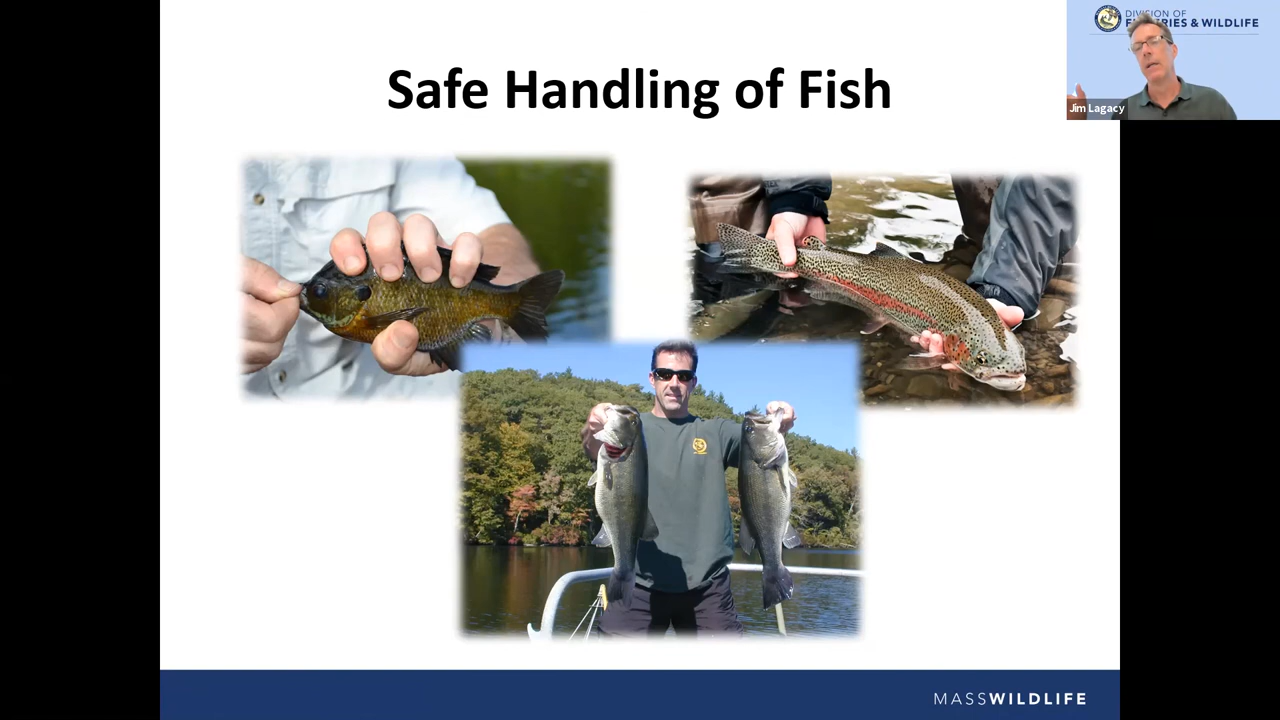 Safe Handling of Fish
DIVISION OF
FISHERIES & WILDLIFE
Jim Lagacy
MASSWILDLIFE